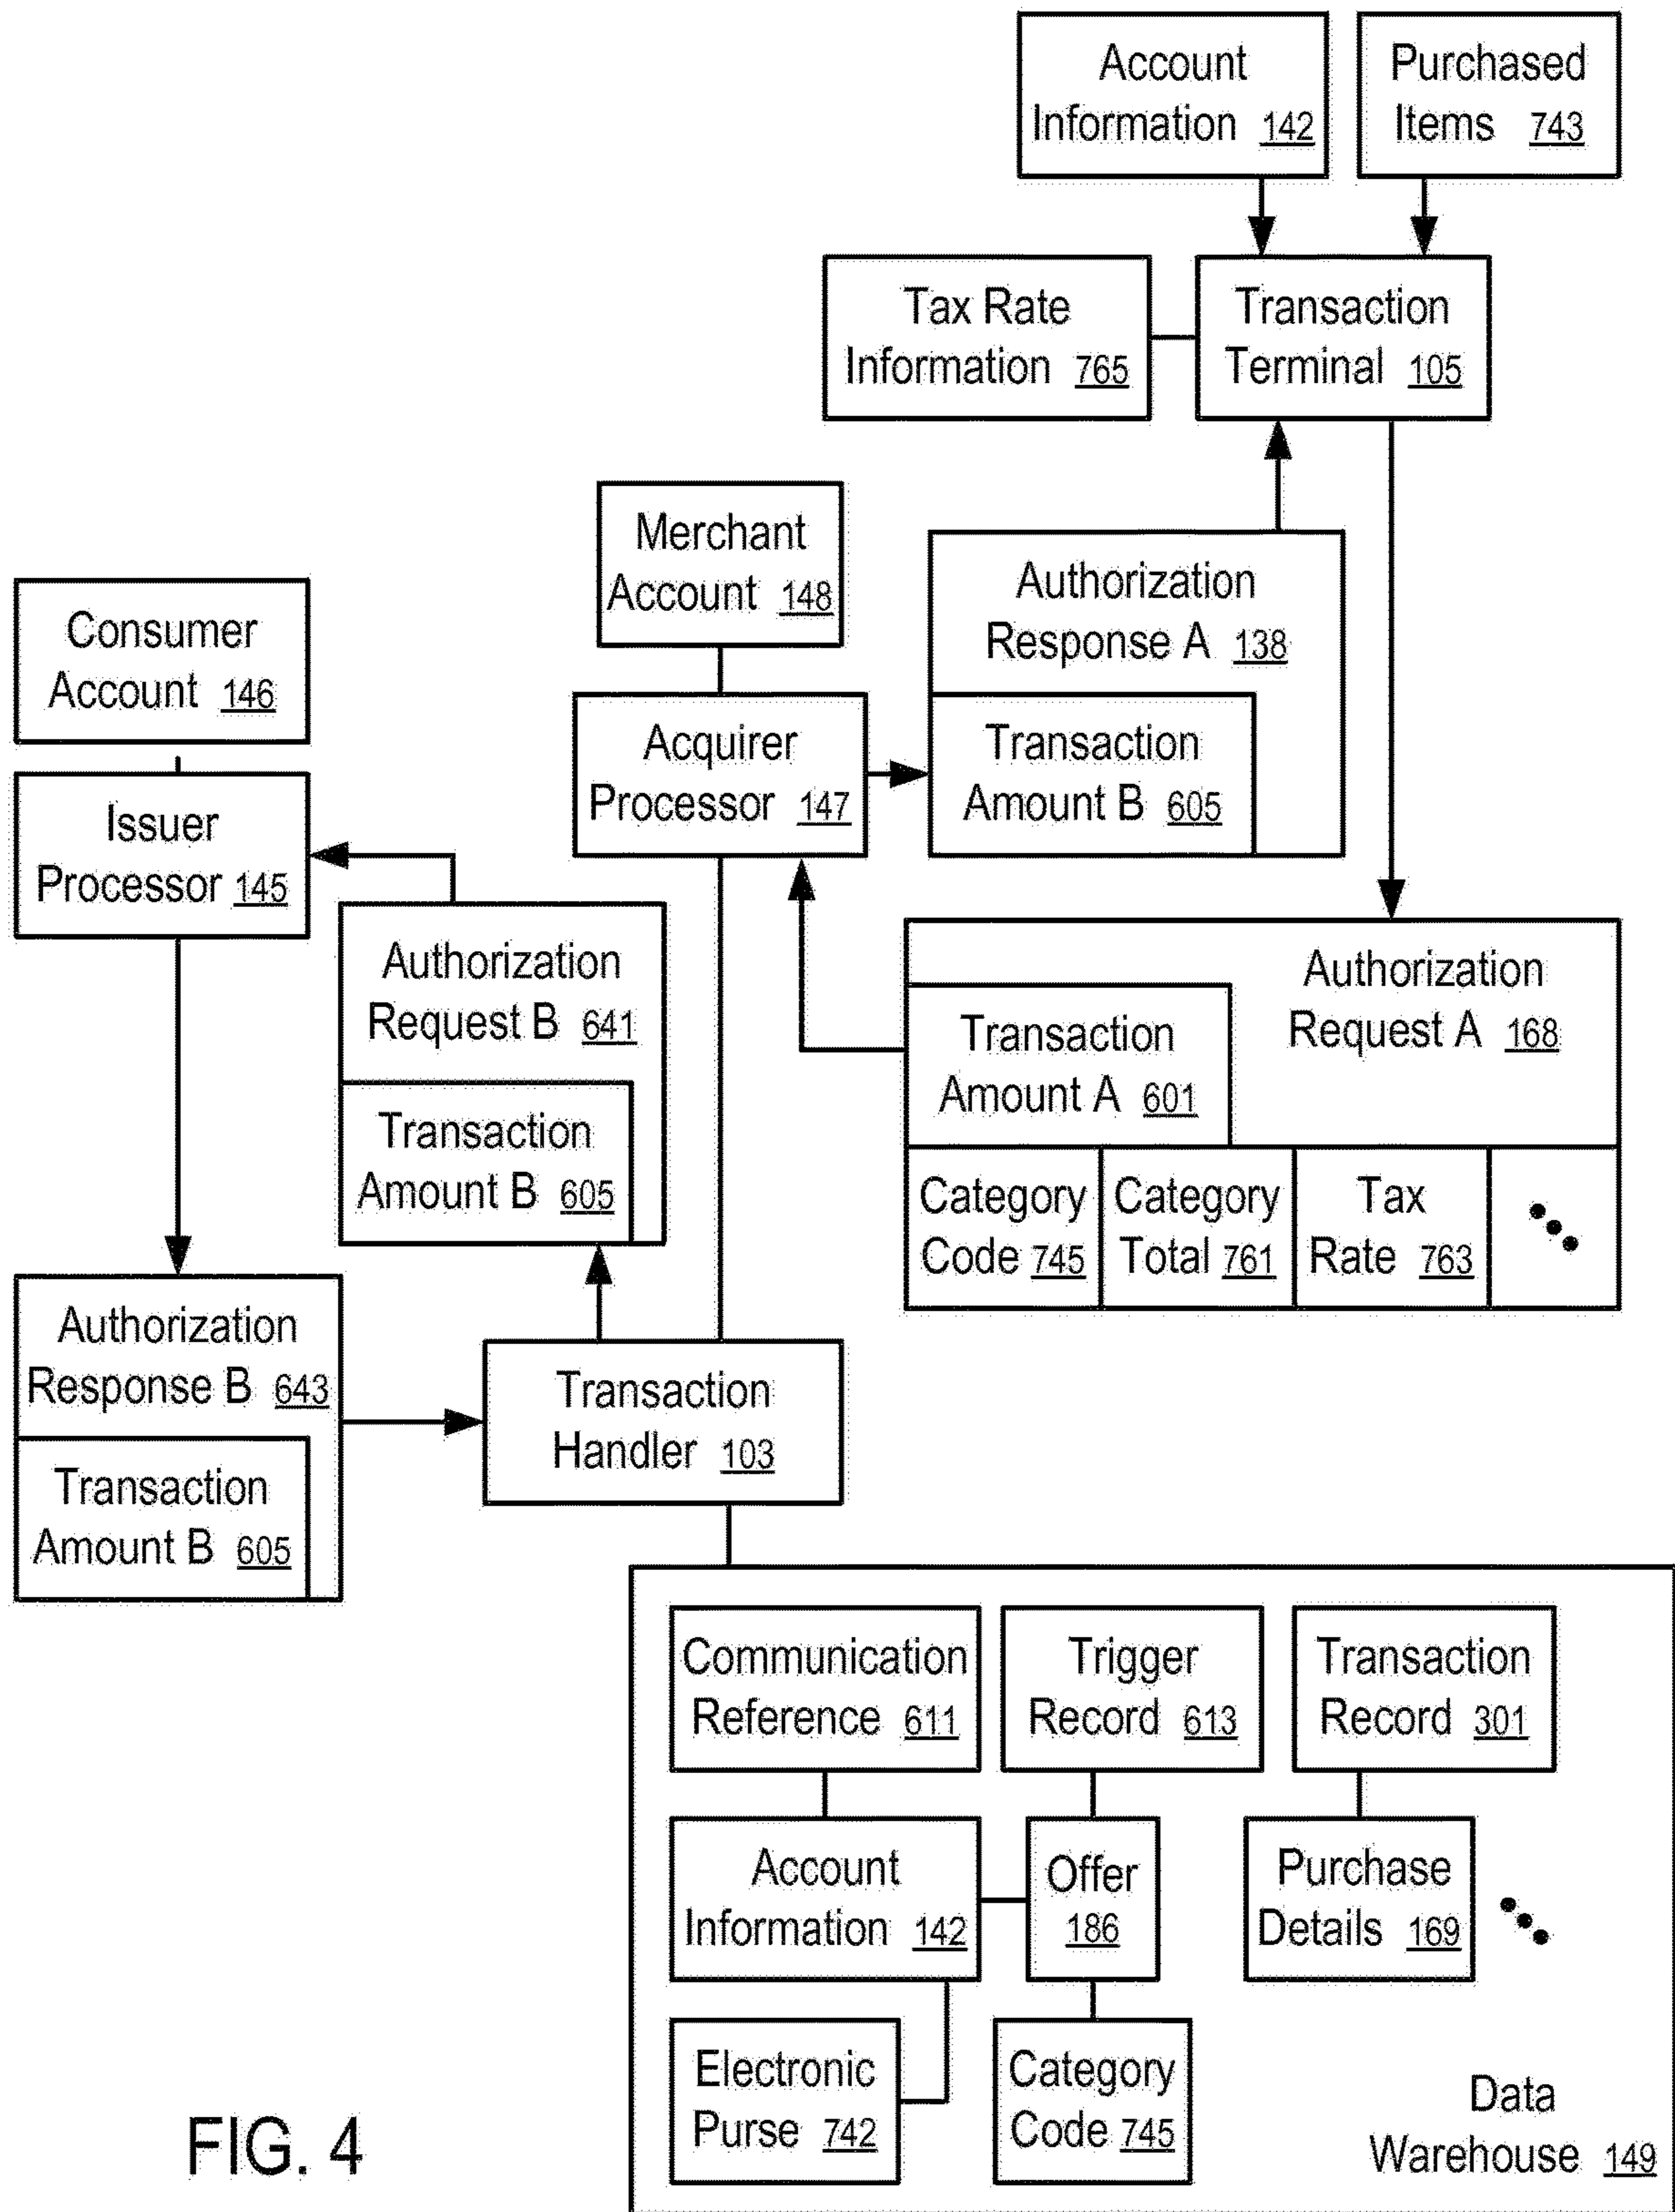 Account
Information 142
Purchased
Items 743
Tax Rate
Information 765
Transaction
Terminal 105
Merchant
Account 148
Authorization
Response A 138
Transaction
Amount B 605
Consumer
Account 146
Acquirer
Processor 147
Issuer
Processor 145
Authorization
Request B 641
Transaction
Amount B 605
Authorization
Request A 168
Transaction
Amount A 601
Category
Code 745
Category
Total 761
Tax
Rate 763
Authorization
Response B 643
Transaction
Amount B 605
Transaction
Handler 103
Communication
Reference 611
Trigger
Record 613
Transaction
Record 301
Account
Information 142
Offer
186
Purchase
Details 169
Electronic
Purse 742
Category
Code 745
Data
Warehouse 149
FIG. 4